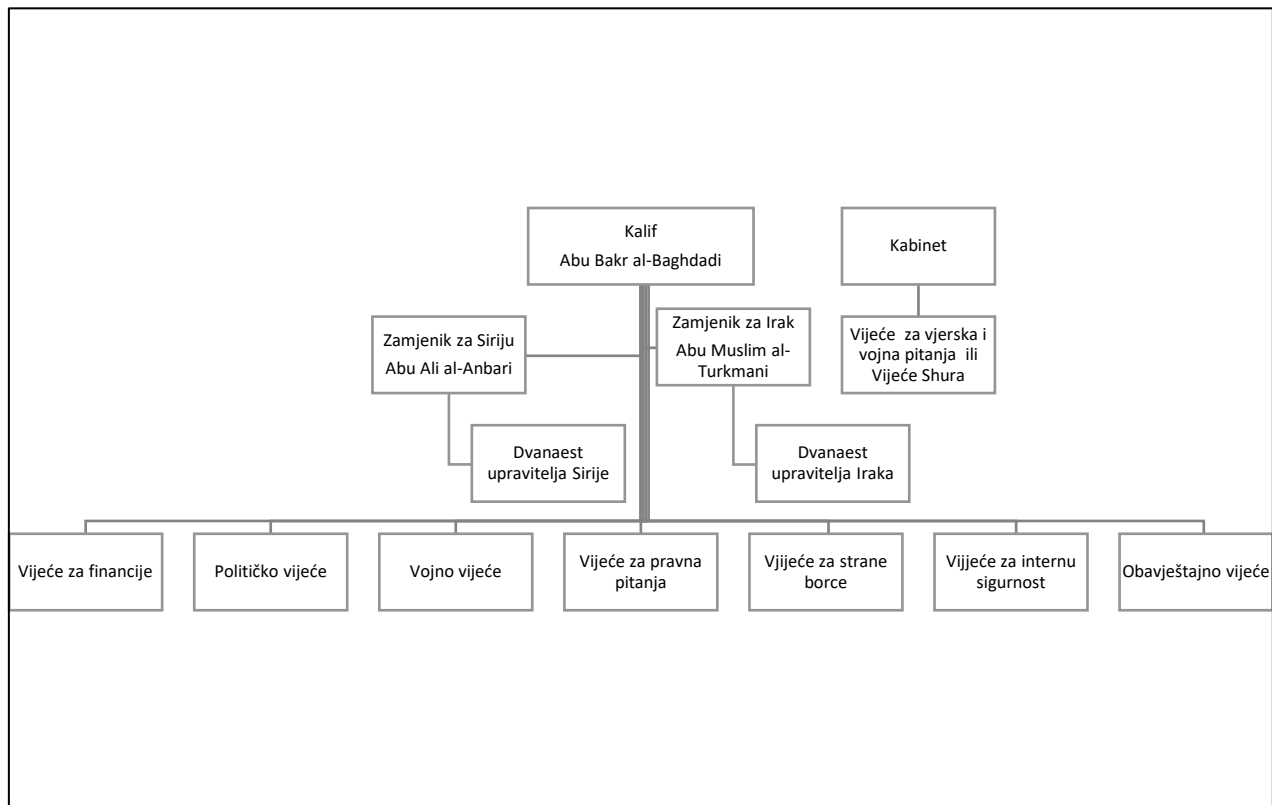 Kalif
Abu Bakr al-Baghdadi
Kabinet
Zamjenik za Siriju
Abu Ali al-Anbari
Zamjenik za Irak
Abu Muslim al-
Turkmani
Vijeće za vjerska i
vojna pitanja ili
Vijeće Shura
Dvanaest
upravitelja Sirije
Dvanaest
upravitelja Iraka
Vijeće za financije
Političko vijeće
Vojno vijeće
Vijeće za pravna
pitanja
Vjijeće za strane
borce
Vijjeće za internu
sigurnost
Obavještajno vijeće